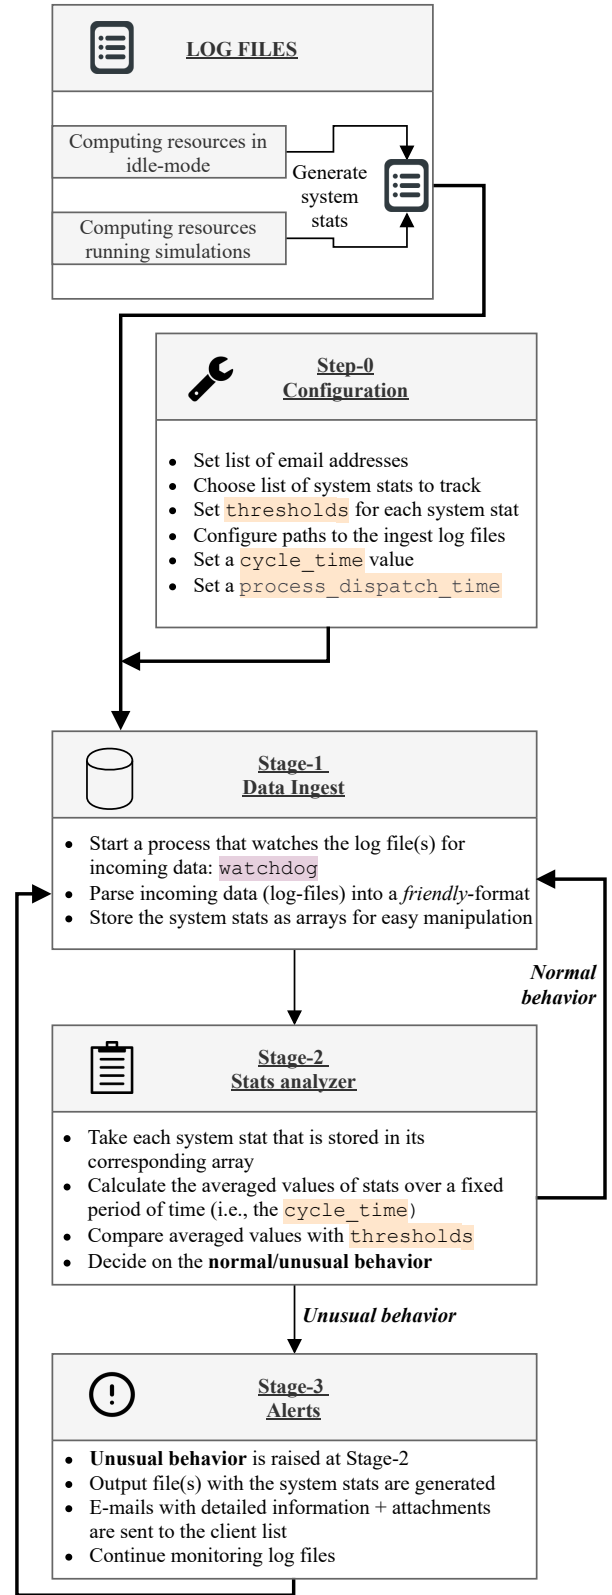 LOG FILES
Computing resources in
idle-mode
Generate
system
stats
Computing resources
running simulations
Step-0
Configuration
• Set list of email addresses
• Choose list of system stats to track
• Set thresholds for each system stat
• Configure paths to the ingest log files
• Set a cycle_time value
• Set a process_dispatch_time
Stage-1
Data Ingest
• Start a process that watches the log file(s) for
incoming data: watchdog
• Parse incoming data (log-files) into a friendly-format
• Store the system stats as arrays for easy manipulation
Normal
behavior
Stage-2
Stats analyzer
• Take each system stat that is stored in its
corresponding array
• Calculate the averaged values of stats over a fixed
period of time (i.e., the cycle_time)
• Compare averaged values with thresholds
• Decide on the normal/unusual behavior
Unusual behavior
Stage-3
Alerts
• Unusual behavior is raised at Stage-2
• Output file(s) with the system stats are generated
• E-mails with detailed information + attachments
are sent to the client list
• Continue monitoring log files